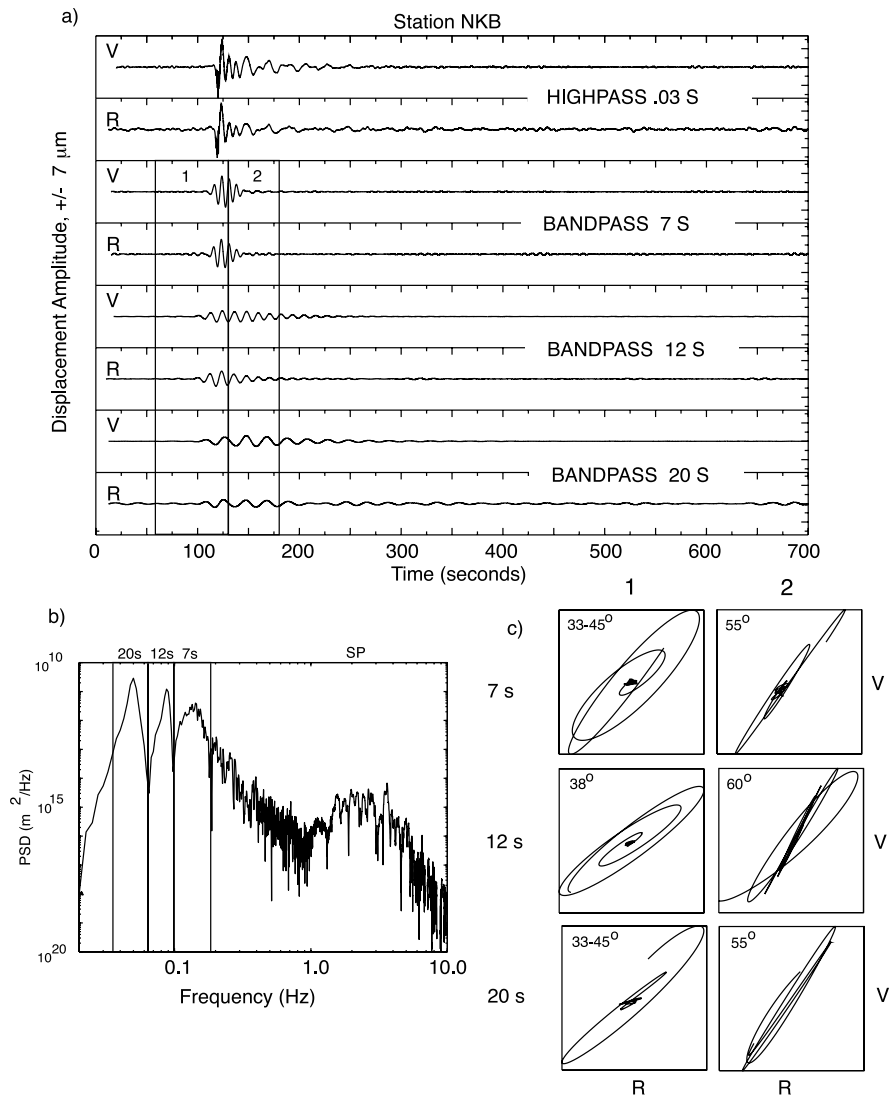 a)
Station NKB
Displacement Amplitude, +/- 7 μm
V
HIGHPASS .03 S
R
V
1
2
BANDPASS 7 S
R
V
BANDPASS 12 S
R
V
BANDPASS 20 S
R
0
100
200
300
400
500
600
700
Time (seconds)
b)
20s
12s
7s
SP
10^10
10^15
10^20
PSD (m^2/Hz)
0.1
1.0
10.0
Frequency (Hz)
c)
1
2
7 s
33-45°
55°
V
12 s
38°
60°
V
20 s
33-45°
55°
V
R
R